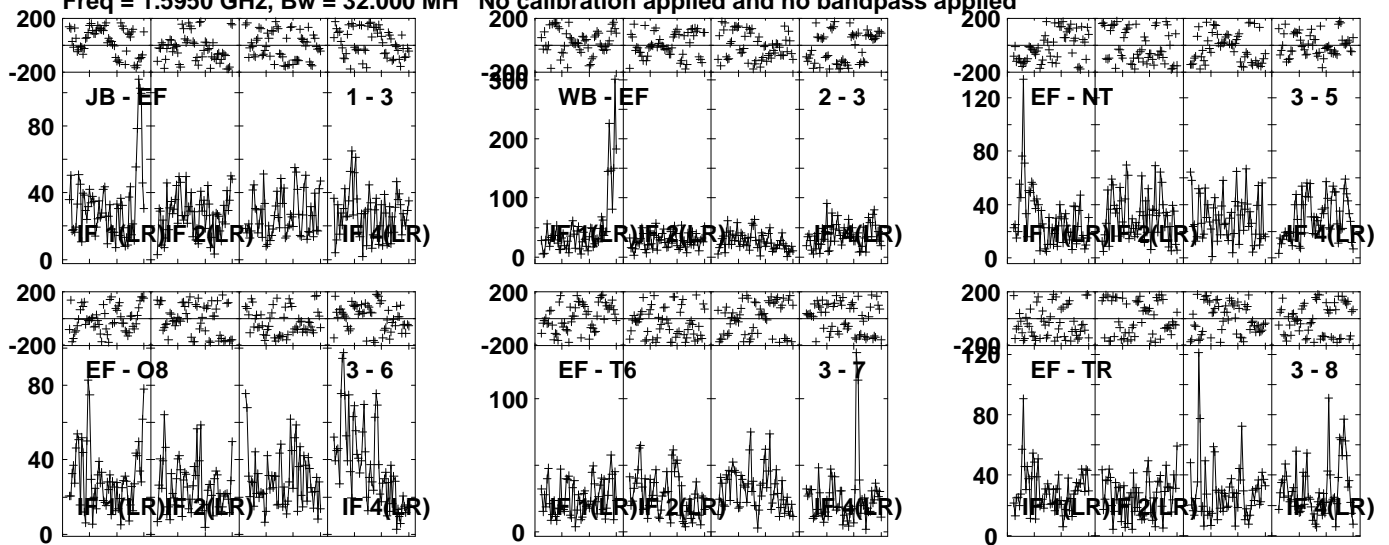 Freq = 1.5950 GHz, Bw = 32.000 MH No calibration applied and no bandpass applied
200
-200
JB - EF 1 - 3
80
40
IF 1(LR) IF 2(LR) IF 4(LR)
0
200
-200
300
WB - EF 2 - 3
200
100
IF 1(LR) IF 2(LR) IF 4(LR)
0
200
-200
EF - NT 3 - 5
120
80
40
IF 1(LR) IF 2(LR) IF 4(LR)
0
200
-200
EF - O8 3 - 6
80
40
IF 1(LR) IF 2(LR) IF 4(LR)
0
200
-200
EF - T6 3 - 7
100
IF 1(LR) IF 2(LR) IF 4(LR)
0
200
-200
120
EF - TR 3 - 8
80
40
IF 1(LR) IF 2(LR) IF 4(LR)
0